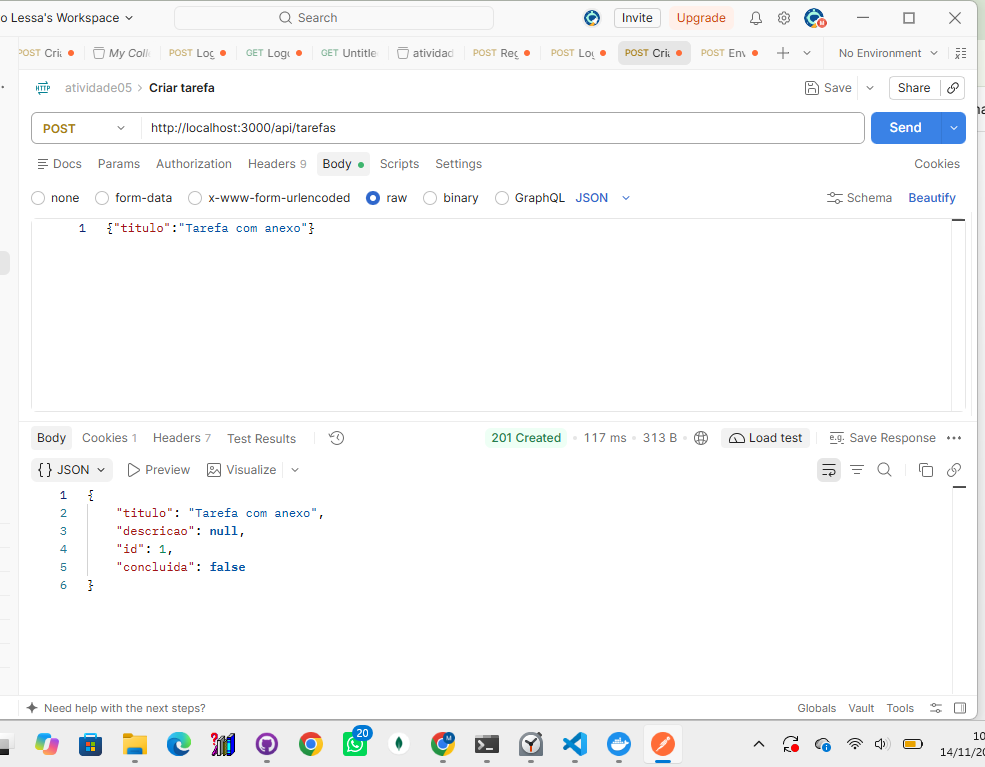 o Lessa's Workspace Search Invite Upgrade
POST Cria My Coll POST Log GET Logo GET Untitle atividad POST Reg POST Log POST Cri POST Env No Environment
HTTP atividade05 > Criar tarefa Save Share
POST http://localhost:3000/api/tarefas Send
Docs Params Authorization Headers 9 Body Scripts Settings Cookies
none form-data x-www-form-urlencoded raw binary GraphQL JSON Schema Beautify
1 {"titulo":"Tarefa com anexo"}
Body Cookies 1 Headers 7 Test Results 201 Created • 117 ms • 313 B • Load test e.g. Save Response
{} JSON Preview Visualize
1 {
2 "titulo": "Tarefa com anexo",
3 "descricao": null,
4 "id": 1,
5 "concluida": false
6 }
Need help with the next steps? Globals Vault Tools
20
M
10
14/11/20